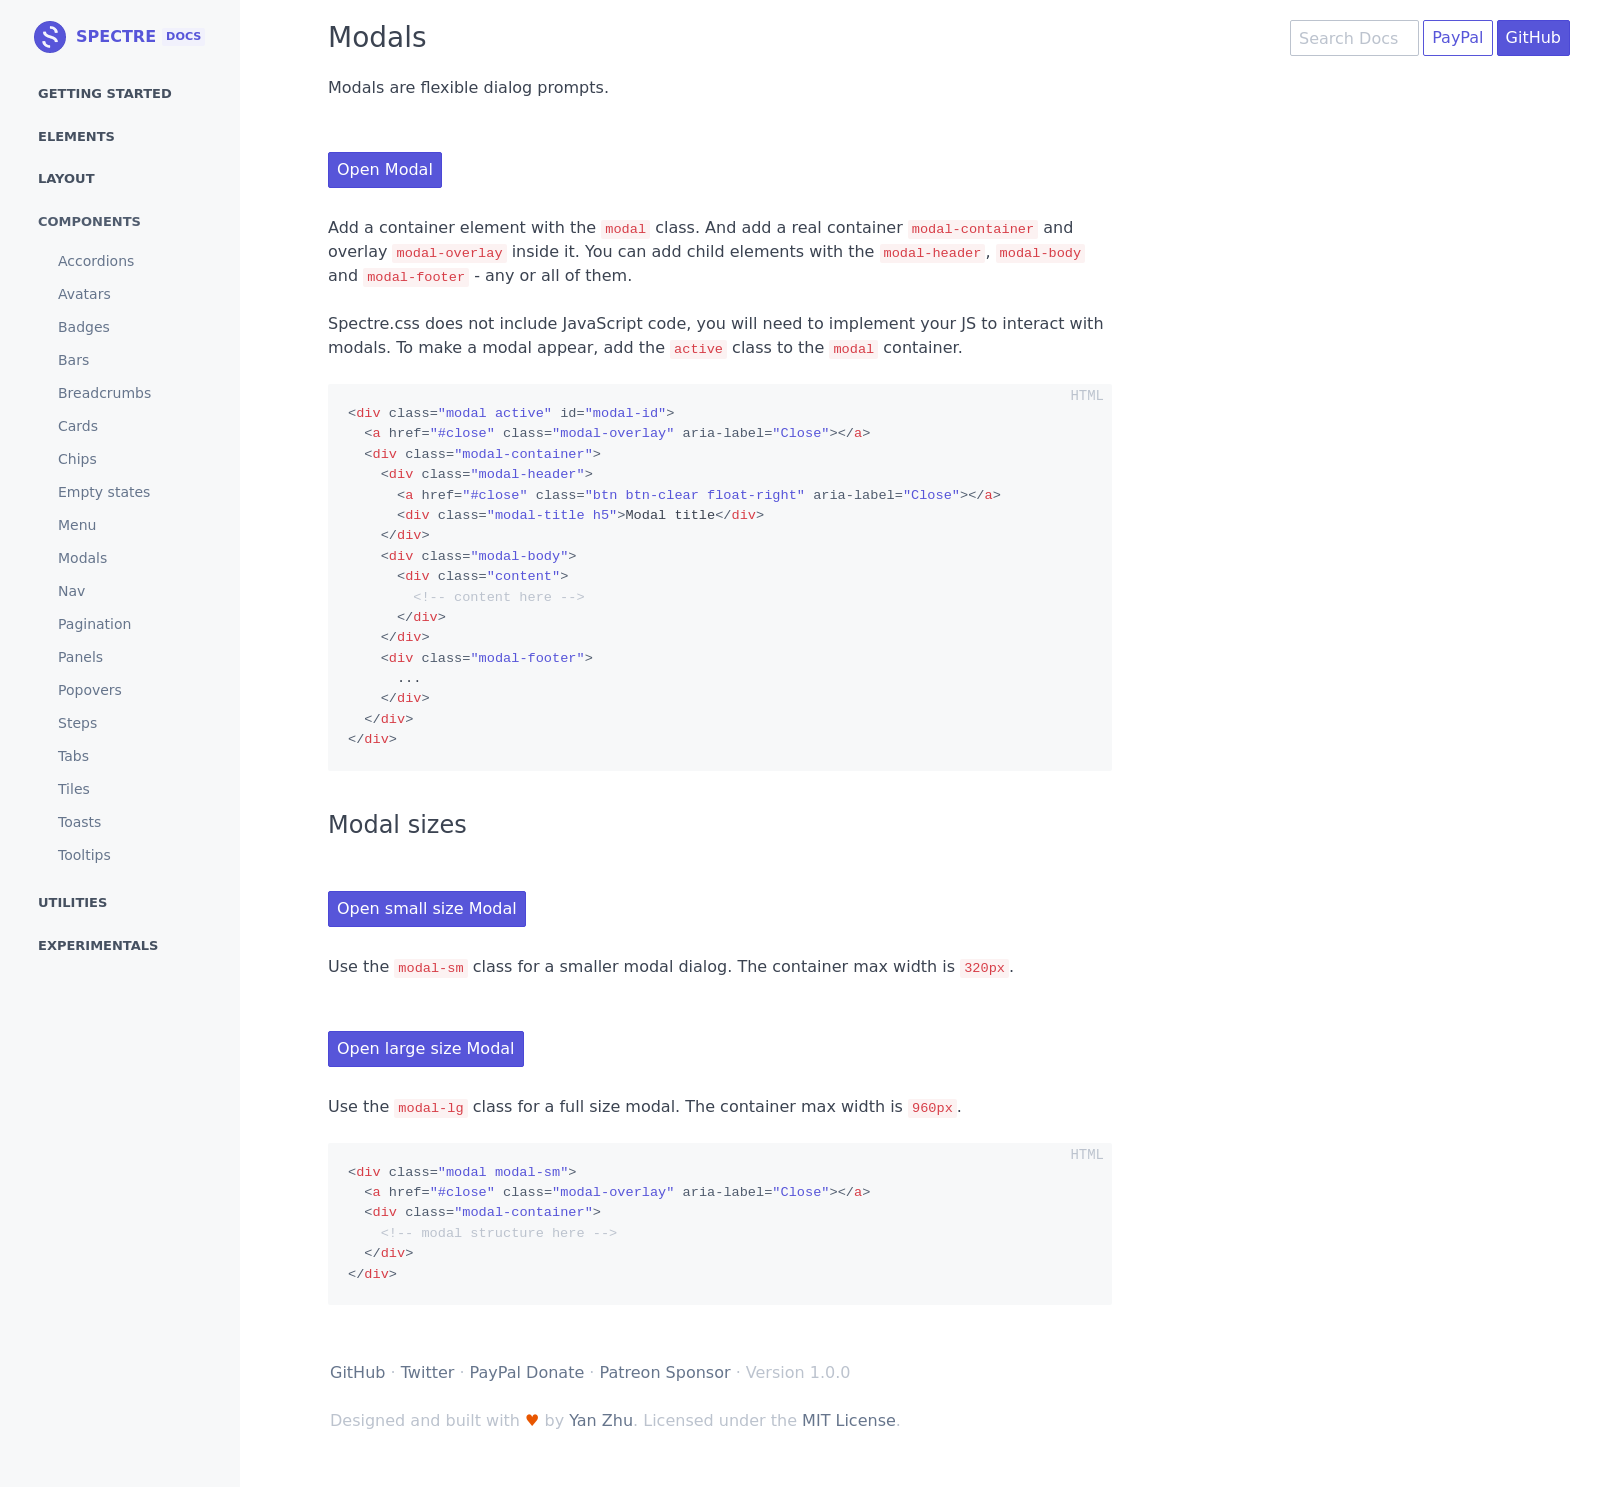 SPECTRE DOCS
GETTING STARTED
ELEMENTS
LAYOUT
COMPONENTS
Accordions
Avatars
Badges
Bars
Breadcrumbs
Cards
Chips
Empty states
Menu
Modals
Nav
Pagination
Panels
Popovers
Steps
Tabs
Tiles
Toasts
Tooltips
UTILITIES
EXPERIMENTALS
Search Docs PayPal GitHub
Modals
Modals are flexible dialog prompts.
Open Modal
Add a container element with the modal class. And add a real container modal-container and
overlay modal-overlay inside it. You can add child elements with the modal-header, modal-body
and modal-footer - any or all of them.
Spectre.css does not include JavaScript code, you will need to implement your JS to interact with
modals. To make a modal appear, add the active class to the modal container.
HTML
<div class="modal active" id="modal-id">
  <a href="#close" class="modal-overlay" aria-label="Close"></a>
  <div class="modal-container">
    <div class="modal-header">
      <a href="#close" class="btn btn-clear float-right" aria-label="Close"></a>
      <div class="modal-title h5">Modal title</div>
    </div>
    <div class="modal-body">
      <div class="content">
        <!-- content here -->
      </div>
    </div>
    <div class="modal-footer">
      ...
    </div>
  </div>
</div>
Modal sizes
Open small size Modal
Use the modal-sm class for a smaller modal dialog. The container max width is 320px.
Open large size Modal
Use the modal-lg class for a full size modal. The container max width is 960px.
HTML
<div class="modal modal-sm">
  <a href="#close" class="modal-overlay" aria-label="Close"></a>
  <div class="modal-container">
    <!-- modal structure here -->
  </div>
</div>
GitHub · Twitter · PayPal Donate · Patreon Sponsor · Version 1.0.0
Designed and built with ♥ by Yan Zhu. Licensed under the MIT License.